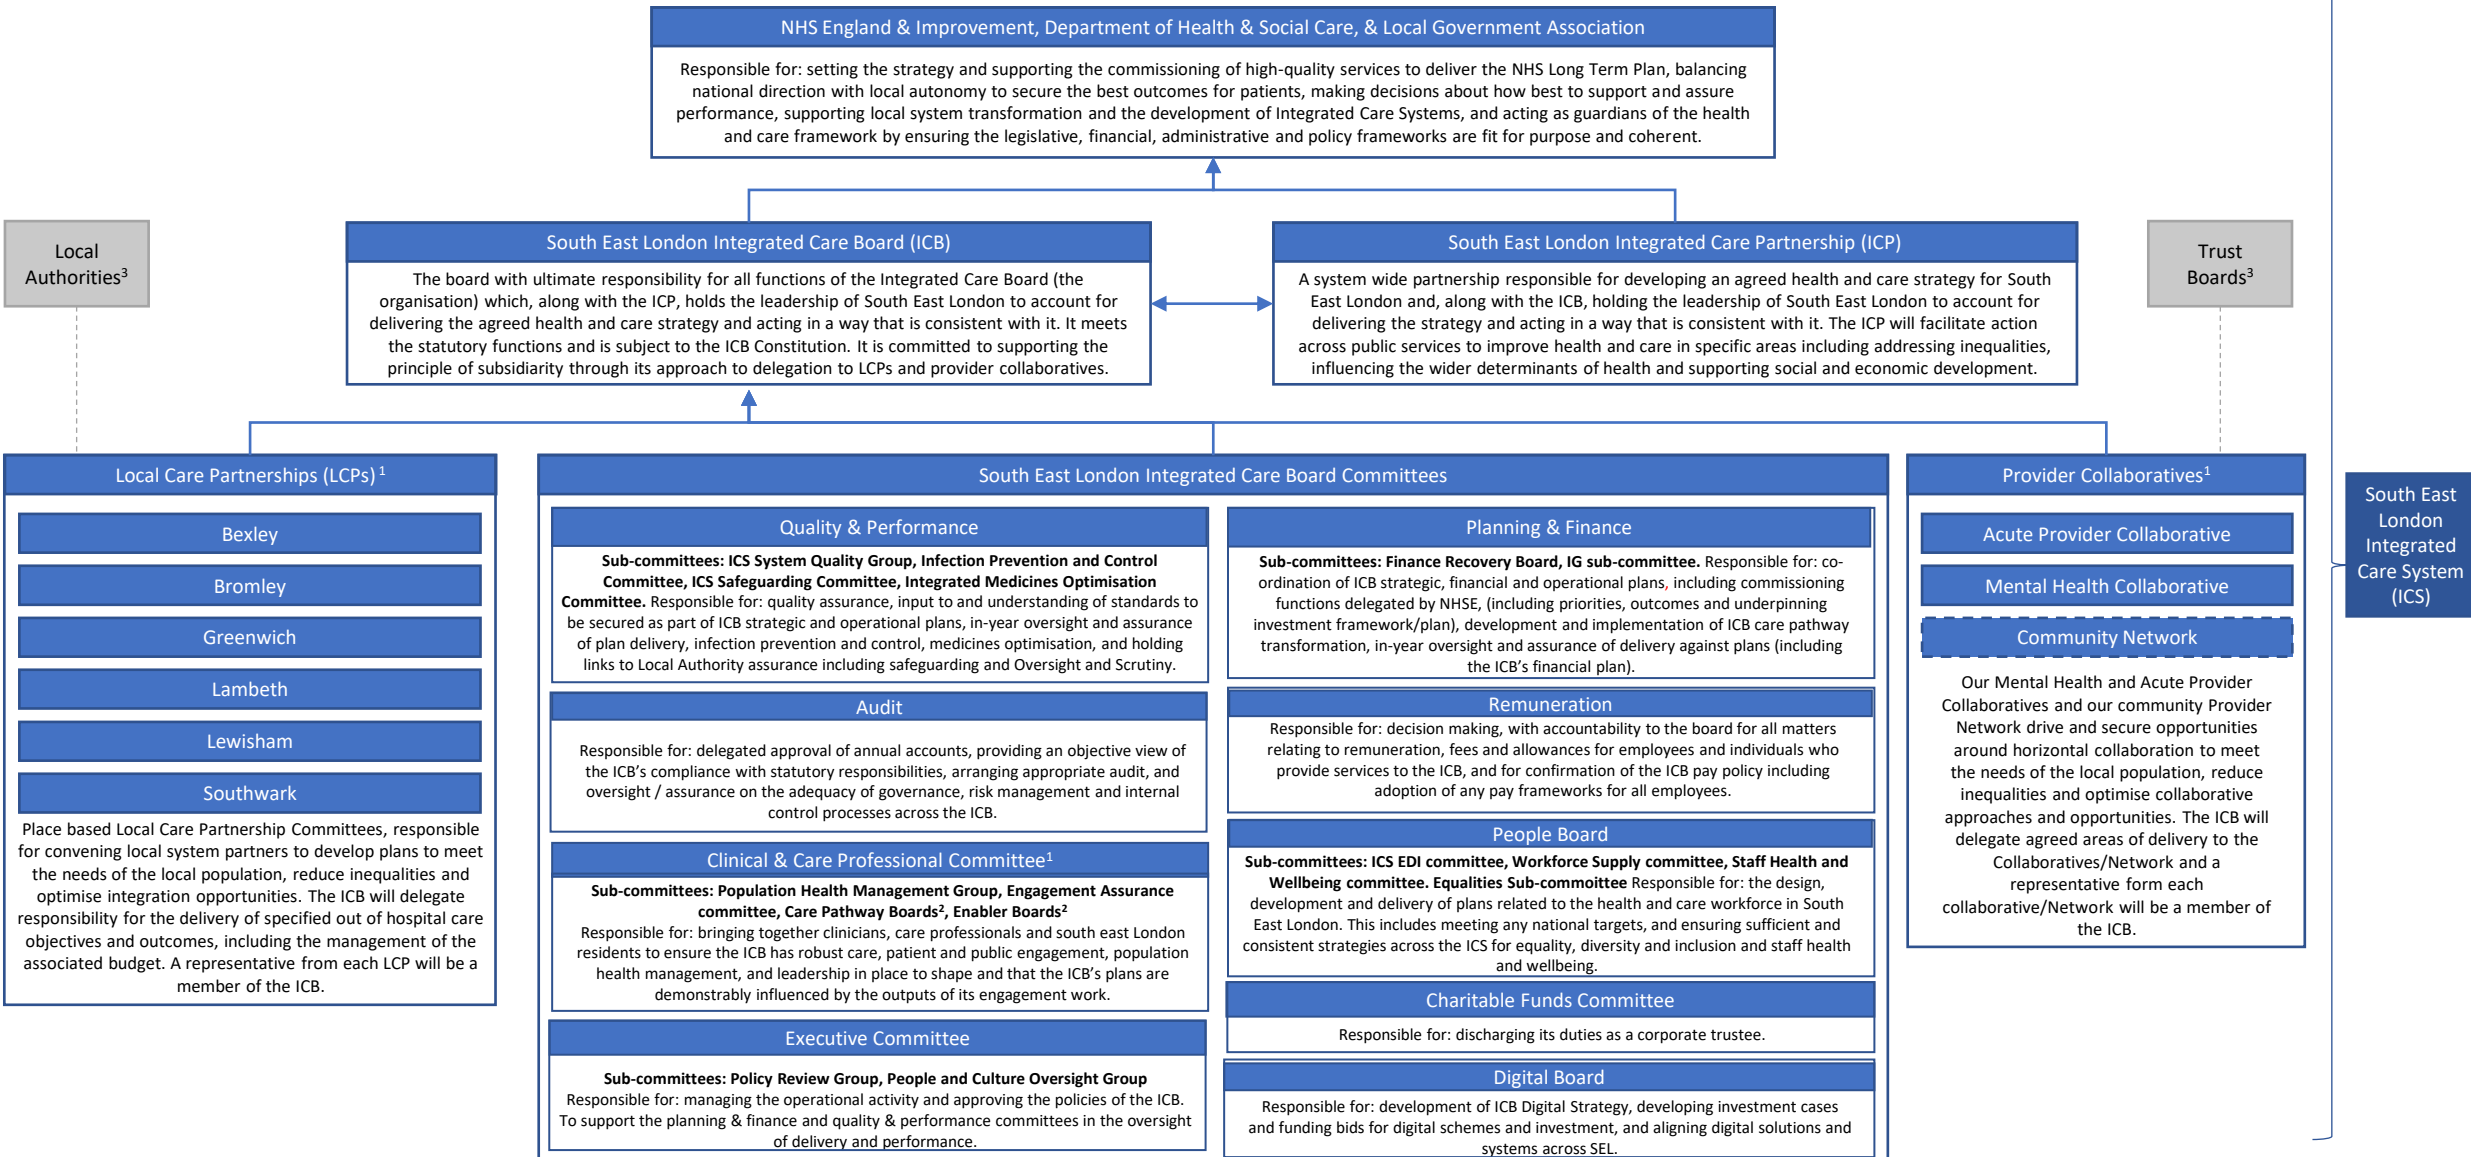 NHS England & Improvement, Department of Health & Social Care, & Local Government Association
Responsible for: setting the strategy and supporting the commissioning of high-quality services to deliver the NHS Long Term Plan, balancing
national direction with local autonomy to secure the best outcomes for patients, making decisions about how best to support and assure
performance, supporting local system transformation and the development of Integrated Care Systems, and acting as guardians of the health
and care framework by ensuring the legislative, financial, administrative and policy frameworks are fit for purpose and coherent.
Local
Authorities³
South East London Integrated Care Board (ICB)
The board with ultimate responsibility for all functions of the Integrated Care Board (the
organisation) which, along with the ICP, holds the leadership of South East London to account for
delivering the agreed health and care strategy and acting in a way that is consistent with it. It meets
the statutory functions and is subject to the ICB Constitution. It is committed to supporting the
principle of subsidiarity through its approach to delegation to LCPs and provider collaboratives.
South East London Integrated Care Partnership (ICP)
A system wide partnership responsible for developing an agreed health and care strategy for South
East London and, along with the ICB, holding the leadership of South East London to account for
delivering the strategy and acting in a way that is consistent with it. The ICP will facilitate action
across public services to improve health and care in specific areas including addressing inequalities,
influencing the wider determinants of health and supporting social and economic development.
Trust
Boards³
Local Care Partnerships (LCPs) ¹
Bexley
Bromley
Greenwich
Lambeth
Lewisham
Southwark
Place based Local Care Partnership Committees, responsible
for convening local system partners to develop plans to meet
the needs of the local population, reduce inequalities and
optimise integration opportunities. The ICB will delegate
responsibility for the delivery of specified out of hospital care
objectives and outcomes, including the management of the
associated budget. A representative from each LCP will be a
member of the ICB.
South East London Integrated Care Board Committees
Quality & Performance
Sub-committees: ICS System Quality Group, Infection Prevention and Control
Committee, ICS Safeguarding Committee, Integrated Medicines Optimisation
Committee. Responsible for: quality assurance, input to and understanding of standards to
be secured as part of ICB strategic and operational plans, in-year oversight and assurance
of plan delivery, infection prevention and control, medicines optimisation, and holding
links to Local Authority assurance including safeguarding and Oversight and Scrutiny.
Audit
Responsible for: delegated approval of annual accounts, providing an objective view of
the ICB's compliance with statutory responsibilities, arranging appropriate audit, and
oversight / assurance on the adequacy of governance, risk management and internal
control processes across the ICB.
Clinical & Care Professional Committee¹
Sub-committees: Population Health Management Group, Engagement Assurance
committee, Care Pathway Boards², Enabler Boards²
Responsible for: bringing together clinicians, care professionals and south east London
residents to ensure the ICB has robust care, patient and public engagement, population
health management, and leadership in place to shape and that the ICB's plans are
demonstrably influenced by the outputs of its engagement work.
Executive Committee
Sub-committees: Policy Review Group, People and Culture Oversight Group
Responsible for: managing the operational activity and approving the policies of the ICB.
To support the planning & finance and quality & performance committees in the oversight
of delivery and performance.
Planning & Finance
Sub-committees: Finance Recovery Board, IG sub-committee. Responsible for: co-
ordination of ICB strategic, financial and operational plans, including commissioning
functions delegated by NHSE, (including priorities, outcomes and underpinning
investment framework/plan), development and implementation of ICB care pathway
transformation, in-year oversight and assurance of delivery against plans (including
the ICB's financial plan).
Remuneration
Responsible for: decision making, with accountability to the board for all matters
relating to remuneration, fees and allowances for employees and individuals who
provide services to the ICB, and for confirmation of the ICB pay policy including
adoption of any pay frameworks for all employees.
People Board
Sub-committees: ICS EDI committee, Workforce Supply committee, Staff Health and
Wellbeing committee. Equalities Sub-commoittee Responsible for: the design,
development and delivery of plans related to the health and care workforce in South
East London. This includes meeting any national targets, and ensuring sufficient and
consistent strategies across the ICS for equality, diversity and inclusion and staff health
and wellbeing.
Charitable Funds Committee
Responsible for: discharging its duties as a corporate trustee.
Digital Board
Responsible for: development of ICB Digital Strategy, developing investment cases
and funding bids for digital schemes and investment, and aligning digital solutions and
systems across SEL.
Provider Collaboratives¹
Acute Provider Collaborative
Mental Health Collaborative
Community Network
Our Mental Health and Acute Provider
Collaboratives and our community Provider
Network drive and secure opportunities
around horizontal collaboration to meet
the needs of the local population, reduce
inequalities and optimise collaborative
approaches and opportunities. The ICB will
delegate agreed areas of delivery to the
Collaboratives/Network and a
representative form each
collaborative/Network will be a member of
the ICB.
South East
London
Integrated
Care System
(ICS)